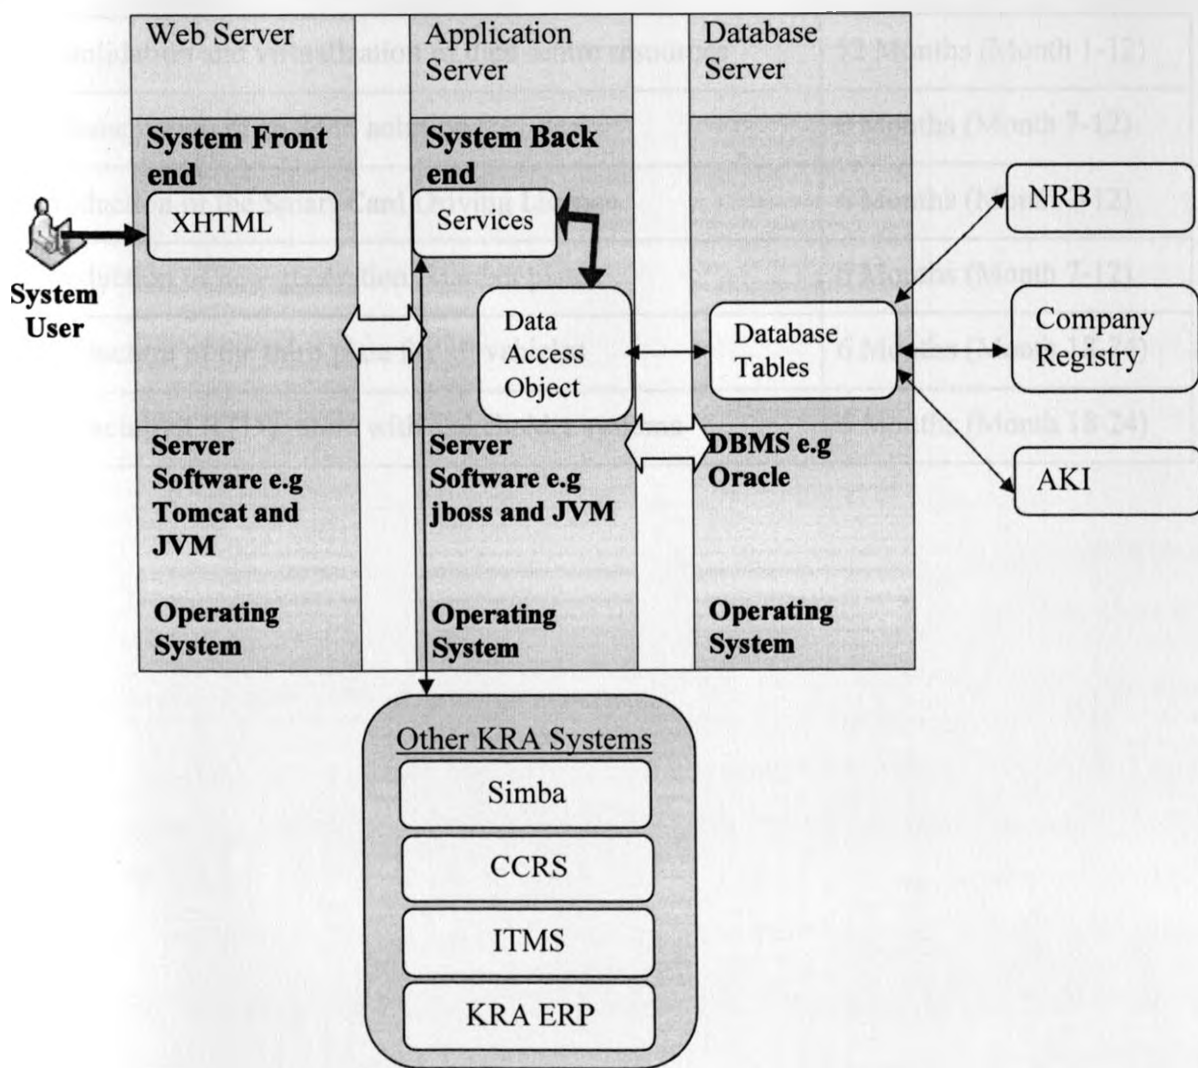 Web Server
Application
Server
Database
Server
System Front
end
XHTML
System Back
end
Services
System
User
Data
Access
Object
Database
Tables
NRB
Company
Registry
AKI
Server
Software e.g
Tomcat and
JVM
Server
Software e.g
jboss and JVM
DBMS e.g
Oracle
Operating
System
Operating
System
Operating
System
Other KRA Systems
Simba
CCRS
ITMS
KRA ERP